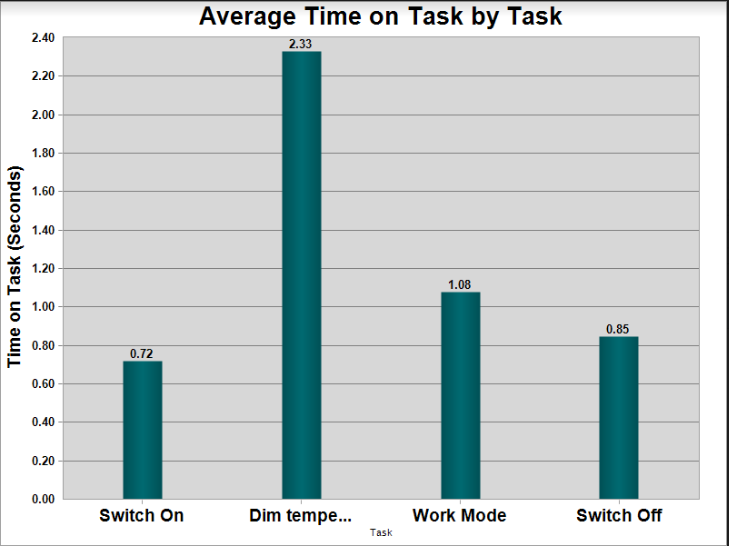 Average Time on Task by Task
Time on Task (Seconds)
2.40
2.20
2.00
1.80
1.60
1.40
1.20
1.00
0.80
0.60
0.40
0.20
0.00
0.72
2.33
1.08
0.85
Switch On
Dim tempe...
Work Mode
Switch Off
Task